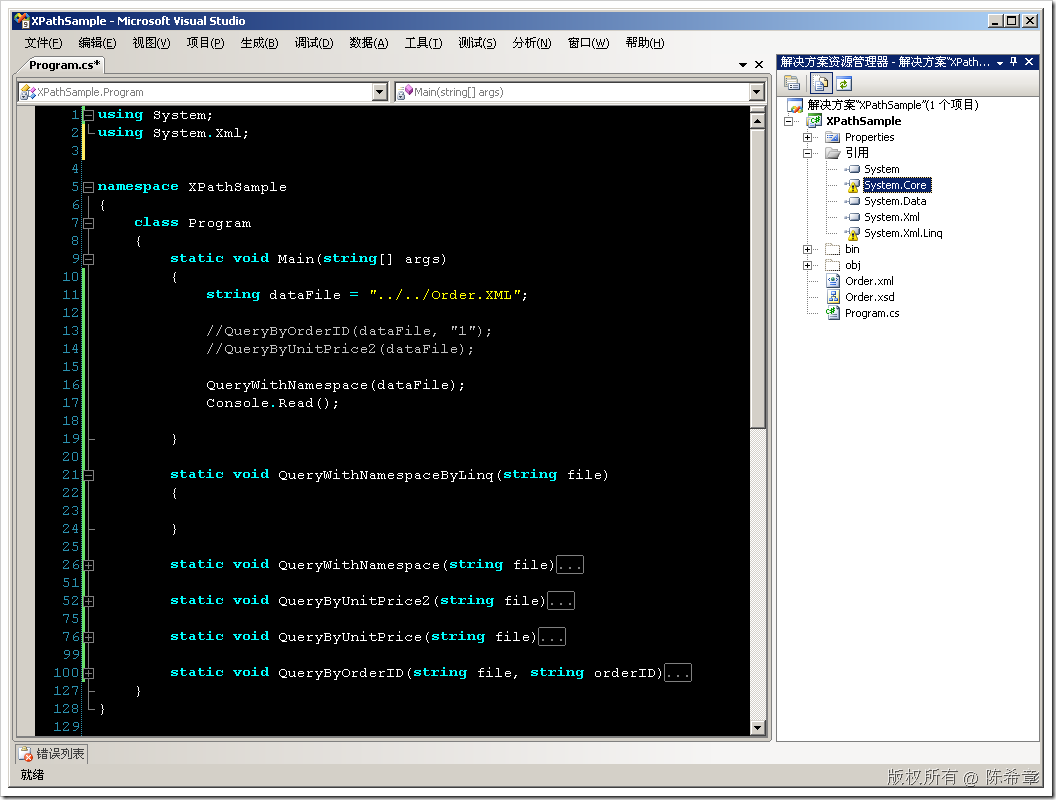 XPathSample - Microsoft Visual Studio
文件(F) 编辑(E) 视图(V) 项目(P) 生成(B) 调试(D) 数据(A) 工具(T) 测试(S) 分析(N) 窗口(W) 帮助(H)
Program.cs*
XPathSample.Program
Main(string[] args)
1 using System;
2 using System.Xml;
3
4
5 namespace XPathSample
6 {
7 class Program
8 {
9 static void Main(string[] args)
10 {
11 string dataFile = "../../Order.XML";
12
13 //QueryByOrderID(dataFile, "1");
14 //QueryByUnitPrice2(dataFile);
15
16 QueryWithNamespace(dataFile);
17 Console.Read();
18
19 }
20
21 static void QueryWithNamespaceByLinq(string file)
22 {
23
24 }
25
26 static void QueryWithNamespace(string file)...
51
52 static void QueryByUnitPrice2(string file)...
75
76 static void QueryByUnitPrice(string file)...
99
100 static void QueryByOrderID(string file, string orderID)...
127 }
128 }
129
解决方案资源管理器 - 解决方案"XPath...
解决方案"XPathSample"(1 个项目)
XPathSample
Properties
引用
System
System.Core
System.Data
System.Xml
System.Xml.Linq
bin
obj
Order.xml
Order.xsd
Program.cs
错误列表
就绪
版权所有 @ 陈希章